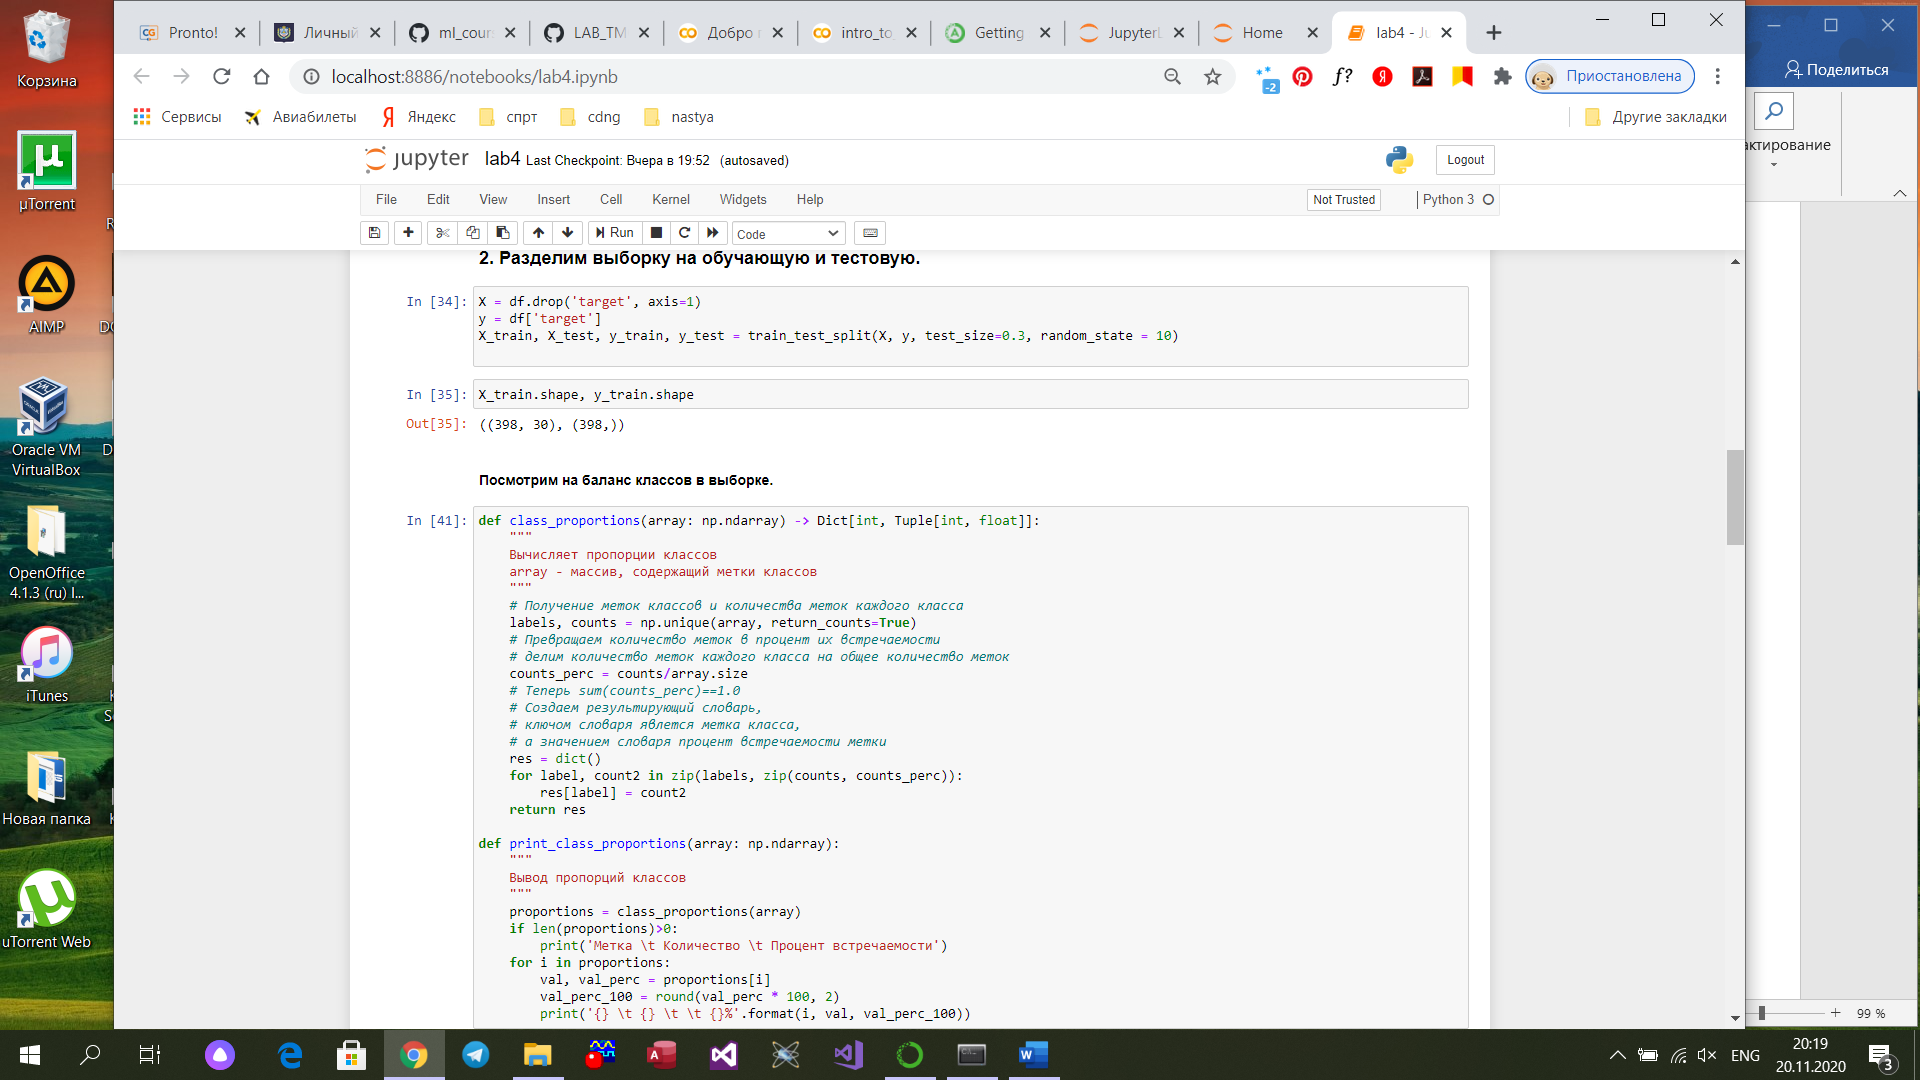 Корзина
µTorrent
AIMP
Oracle VM
VirtualBox
OpenOffice
4.1.3 (ru) I...
iTunes
Новая папка
uTorrent Web
Pronto!
Личный
ml_cour
LAB_TM
Добро
intro_to
Getting
JupyterL
Home
lab4 - Ju
localhost:8886/notebooks/lab4.ipynb
-2
f?
Приостановлена
Сервисы
Авиабилеты
Яндекс
спрт
cdng
nastya
Другие закладки
Поделиться
актирование
jupyter lab4 Last Checkpoint: Вчера в 19:52 (autosaved)
Logout
File Edit View Insert Cell Kernel Widgets Help
Not Trusted
Python 3
Run
Code
2. Разделим выборку на обучающую и тестовую.
In [34]: X = df.drop('target', axis=1)
y = df['target']
X_train, X_test, y_train, y_test = train_test_split(X, y, test_size=0.3, random_state = 10)
In [35]: X_train.shape, y_train.shape
Out[35]: ((398, 30), (398,))
Посмотрим на баланс классов в выборке.
In [41]: def class_proportions(array: np.ndarray) -> Dict[int, Tuple[int, float]]:
"""
Вычисляет пропорции классов
array - массив, содержащий метки классов
"""
# Получение меток классов и количества меток каждого класса
labels, counts = np.unique(array, return_counts=True)
# Превращаем количество меток в процент их встречаемости
# делим количество меток каждого класса на общее количество меток
counts_perc = counts/array.size
# Теперь sum(counts_perc)==1.0
# Создаем результирующий словарь,
# ключом словаря явлется метка класса,
# а значением словаря процент встречаемости метки
res = dict()
for label, count2 in zip(labels, zip(counts, counts_perc)):
res[label] = count2
return res
def print_class_proportions(array: np.ndarray):
"""
Вывод пропорций классов
"""
proportions = class_proportions(array)
if len(proportions)>0:
print('Метка \t Количество \t Процент встречаемости')
for i in proportions:
val, val_perc = proportions[i]
val_perc_100 = round(val_perc * 100, 2)
print('{} \t {} \t \t {}%'.format(i, val, val_perc_100))
99 %
ENG
20:19
20.11.2020
3